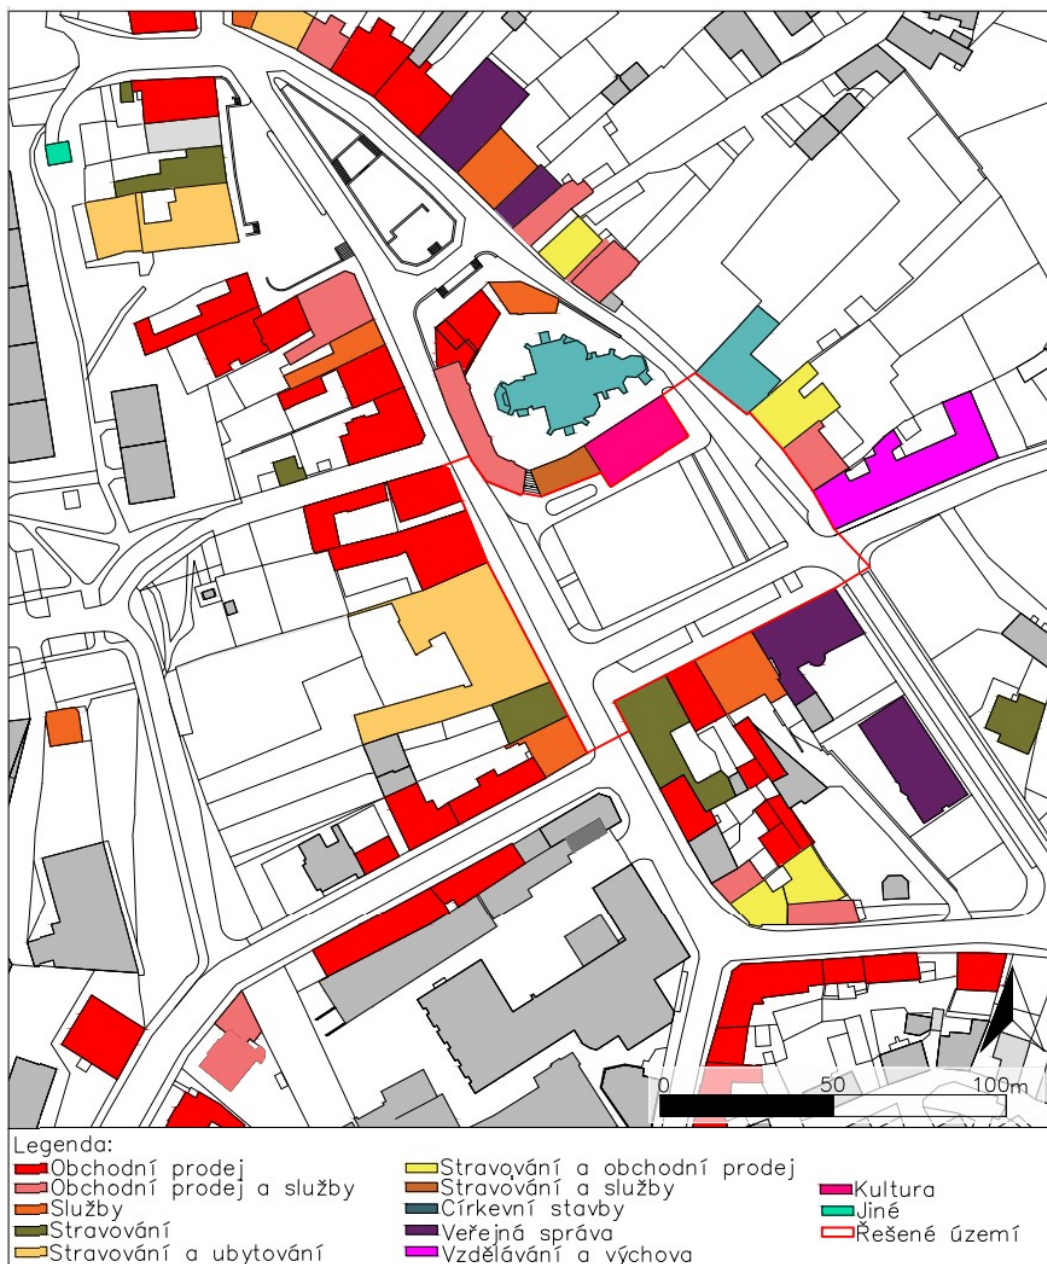 0 50 100m
Legenda:
Obchodní prodej
Obchodní prodej a služby
Služby
Stravování
Stravování a ubytování
Stravování a obchodní prodej
Stravování a služby
Církevní stavby
Veřejná správa
Vzdělávání a výchova
Kultura
Jiné
Řešené území